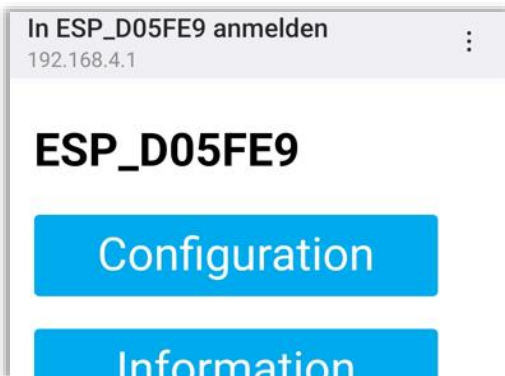 In ESP_D05FE9 anmelden
192.168.4.1
ESP_D05FE9
Configuration
Information